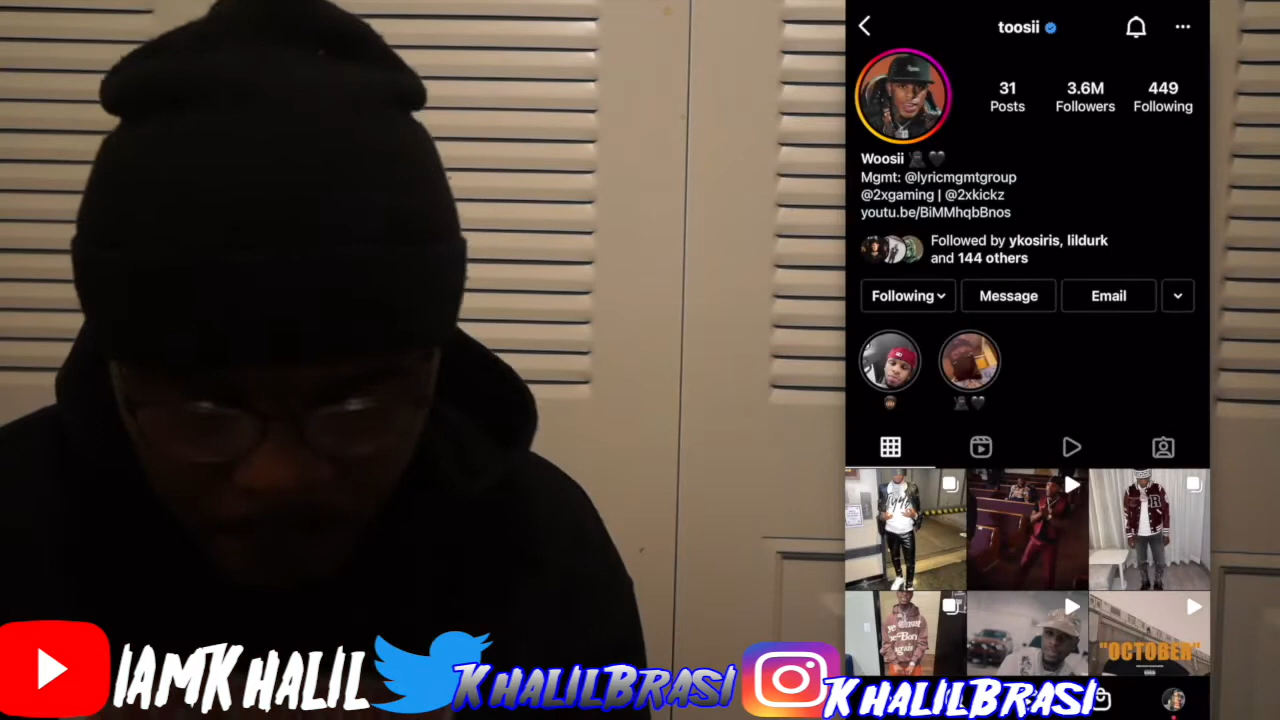 toosii
31
Posts
3.6M
Followers
449
Following
Woosii
Mgmt: @lyricmgmtgroup
@2xgaming | @2xkickz
youtu.be/BiMMhqbBnos
Followed by ykosiris, lildurk
and 144 others
Following
Message
Email
"OCTOBER"
IAMKHALIL
KHALILBRASI
KHALILBRASI